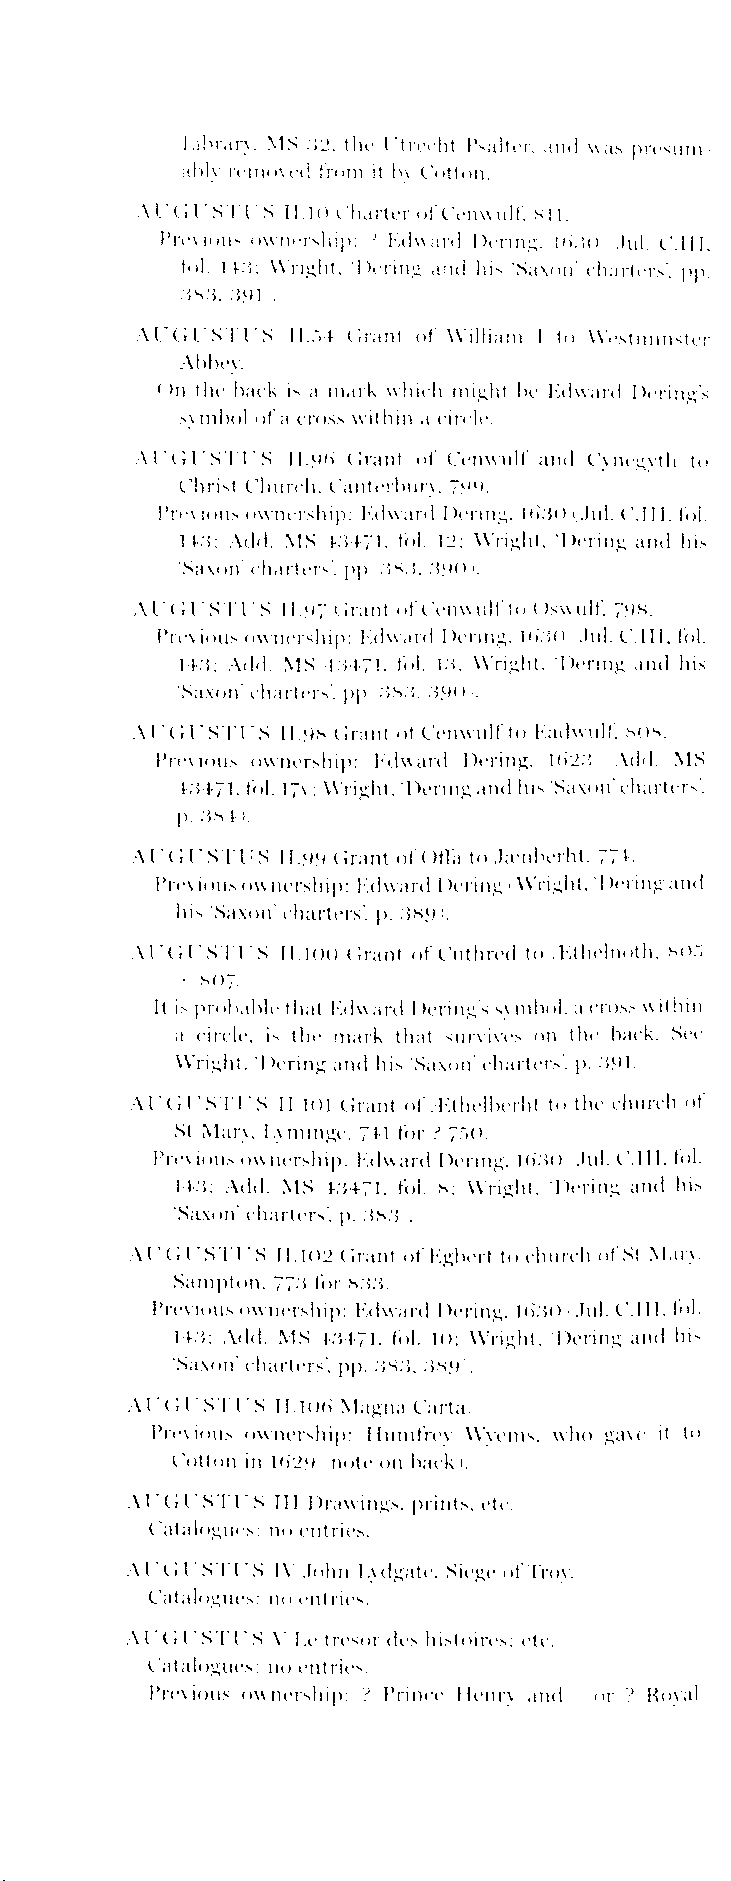 Library, MS 32, the Utrecht Psalter, and was presum-
ably removed from it by Cotton.
AUGUSTUS II.10 Charter of Cenwulf, 811.
Previous ownership: ? Edward Dering, 1630 (Jul. C.III,
fol. 143; Wright, 'Dering and his 'Saxon' charters', pp.
383, 391).
AUGUSTUS II.54 Grant of William I to Westminster
Abbey.
On the back is a mark which might be Edward Dering's
symbol of a cross within a circle.
AUGUSTUS II.96 Grant of Cenwulf and Cynegyth to
Christ Church, Canterbury, 799.
Previous ownership: Edward Dering, 1630 (Jul. C.III, fol.
143; Add. MS 43471, fol. 12; Wright, 'Dering and his
'Saxon' charters', pp. 383, 390).
AUGUSTUS II.97 Grant of Cenwulf to Oswulf, 798.
Previous ownership: Edward Dering, 1630 (Jul. C.III, fol.
143; Add. MS 43471, fol. 13; Wright, 'Dering and his
'Saxon' charters', pp. 383, 390).
AUGUSTUS II.98 Grant of Cenwulf to Eadwulf, 808.
Previous ownership: Edward Dering, 1623 (Add. MS
43471, fol. 17v; Wright, 'Dering and his 'Saxon' charters',
p. 384).
AUGUSTUS II.99 Grant of Offa to Jænberht, 774.
Previous ownership: Edward Dering (Wright, 'Dering and
his 'Saxon' charters', p. 389).
AUGUSTUS II.100 Grant of Cuthred to Æthelnoth, 805
× 807.
It is probable that Edward Dering's symbol, a cross within
a circle, is the mark that survives on the back. See
Wright, 'Dering and his 'Saxon' charters', p. 391.
AUGUSTUS II.101 Grant of Æthelberht to the church of
St Mary, Lyminge, 741 for ? 750.
Previous ownership: Edward Dering, 1630 (Jul. C.III, fol.
143; Add. MS 43471, fol. 8; Wright, 'Dering and his
'Saxon' charters', p. 383).
AUGUSTUS II.102 Grant of Egbert to church of St Mary,
Sampton, 773 for 833.
Previous ownership: Edward Dering, 1630 (Jul. C.III, fol.
143; Add. MS 43471, fol. 10; Wright, 'Dering and his
'Saxon' charters', pp. 383, 389).
AUGUSTUS II.106 Magna Carta.
Previous ownership: Humfrey Wyems, who gave it to
Cotton in 1629 (note on back).
AUGUSTUS III Drawings, prints, etc.
Catalogues: no entries.
AUGUSTUS IV John Lydgate, Siege of Troy.
Catalogues: no entries.
AUGUSTUS V Le tresor des histoires; etc.
Catalogues: no entries.
Previous ownership: ? Prince Henry and / or ? Royal